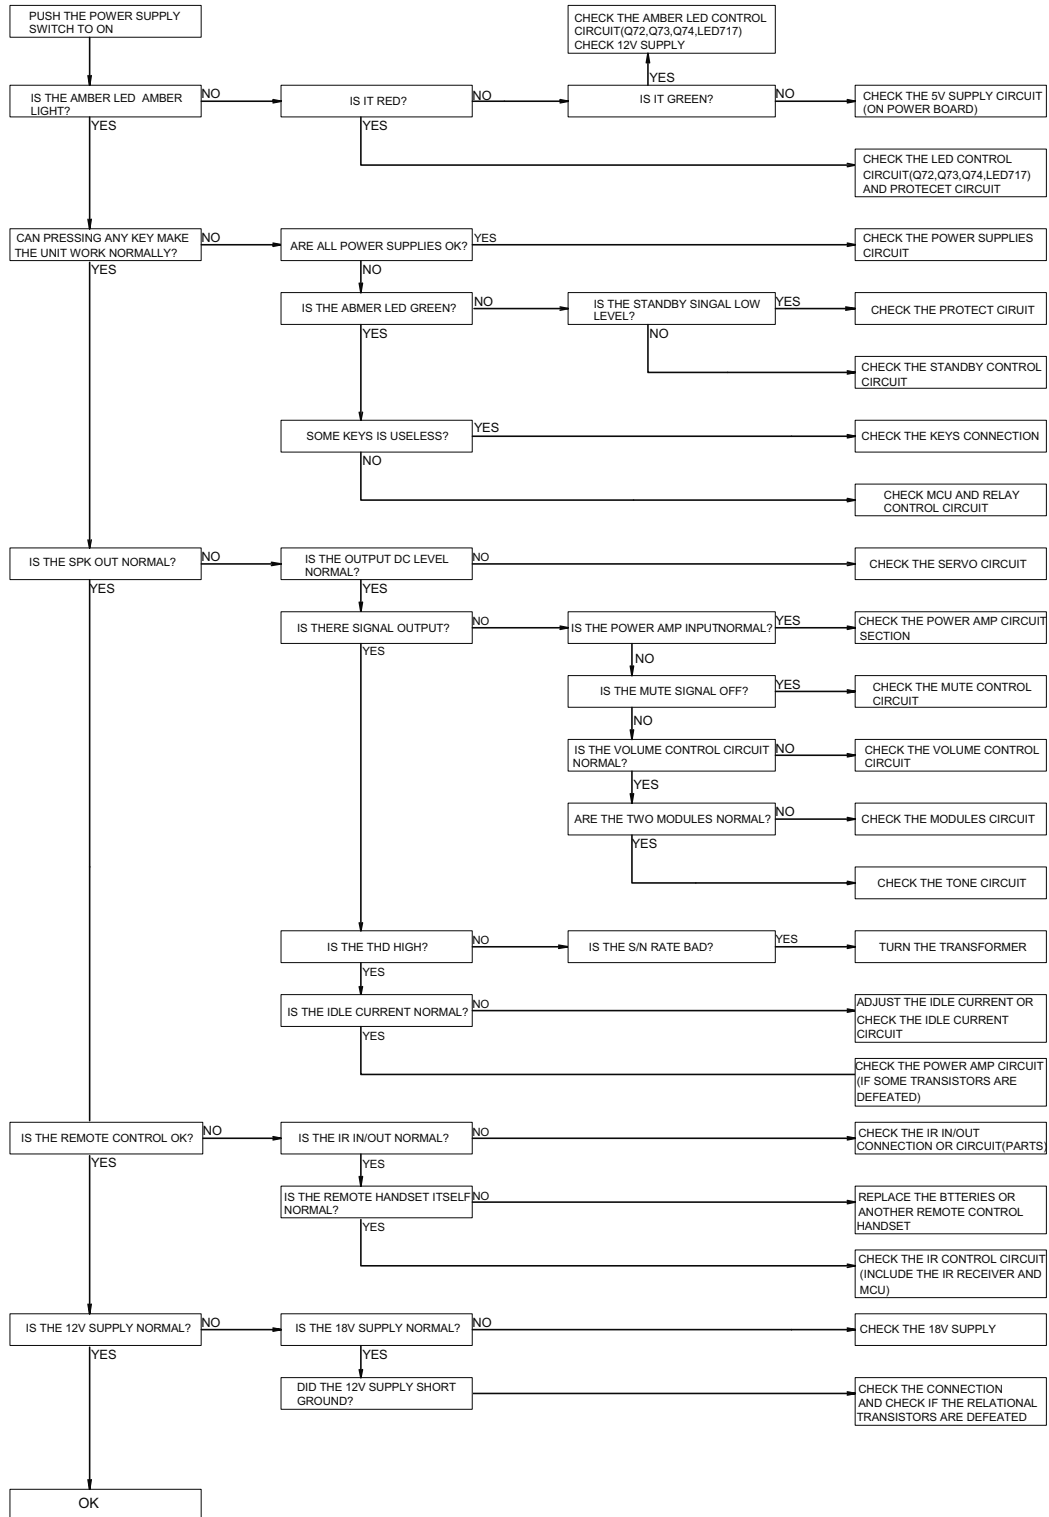 PUSH THE POWER SUPPLY
SWITCH TO ON
CHECK THE AMBER LED CONTROL
CIRCUIT(Q72,Q73,Q74,LED717)
CHECK 12V SUPPLY
YES
IS THE AMBER LED AMBER
LIGHT?
NO
IS IT RED?
NO
IS IT GREEN?
NO
CHECK THE 5V SUPPLY CIRCUIT
(ON POWER BOARD)
YES
YES
CHECK THE LED CONTROL
CIRCUIT(Q72,Q73,Q74,LED717)
AND PROTECET CIRCUIT
CAN PRESSING ANY KEY MAKE
THE UNIT WORK NORMALLY?
NO
ARE ALL POWER SUPPLIES OK?
YES
CHECK THE POWER SUPPLIES
CIRCUIT
YES
NO
IS THE ABMER LED GREEN?
NO
IS THE STANDBY SINGAL LOW
LEVEL?
YES
CHECK THE PROTECT CIRUIT
YES
NO
CHECK THE STANDBY CONTROL
CIRCUIT
SOME KEYS IS USELESS?
YES
CHECK THE KEYS CONNECTION
NO
CHECK MCU AND RELAY
CONTROL CIRCUIT
IS THE SPK OUT NORMAL?
NO
IS THE OUTPUT DC LEVEL
NORMAL?
NO
CHECK THE SERVO CIRCUIT
YES
YES
IS THERE SIGNAL OUTPUT?
NO
IS THE POWER AMP INPUTNORMAL?
YES
CHECK THE POWER AMP CIRCUIT
SECTION
YES
NO
IS THE MUTE SIGNAL OFF?
YES
CHECK THE MUTE CONTROL
CIRCUIT
NO
IS THE VOLUME CONTROL CIRCUIT
NORMAL?
NO
CHECK THE VOLUME CONTROL
CIRCUIT
YES
ARE THE TWO MODULES NORMAL?
NO
CHECK THE MODULES CIRCUIT
YES
CHECK THE TONE CIRCUIT
IS THE THD HIGH?
NO
IS THE S/N RATE BAD?
YES
TURN THE TRANSFORMER
YES
IS THE IDLE CURRENT NORMAL?
NO
ADJUST THE IDLE CURRENT OR
CHECK THE IDLE CURRENT
CIRCUIT
YES
CHECK THE POWER AMP CIRCUIT
(IF SOME TRANSISTORS ARE
DEFEATED)
IS THE REMOTE CONTROL OK?
NO
IS THE IR IN/OUT NORMAL?
NO
CHECK THE IR IN/OUT
CONNECTION OR CIRCUIT(PARTS)
YES
YES
IS THE REMOTE HANDSET ITSELF
NORMAL?
NO
REPLACE THE BTTERIES OR
ANOTHER REMOTE CONTROL
HANDSET
YES
CHECK THE IR CONTROL CIRCUIT
(INCLUDE THE IR RECEIVER AND
MCU)
IS THE 12V SUPPLY NORMAL?
NO
IS THE 18V SUPPLY NORMAL?
NO
CHECK THE 18V SUPPLY
YES
YES
DID THE 12V SUPPLY SHORT
GROUND?
CHECK THE CONNECTION
AND CHECK IF THE RELATIONAL
TRANSISTORS ARE DEFEATED
OK